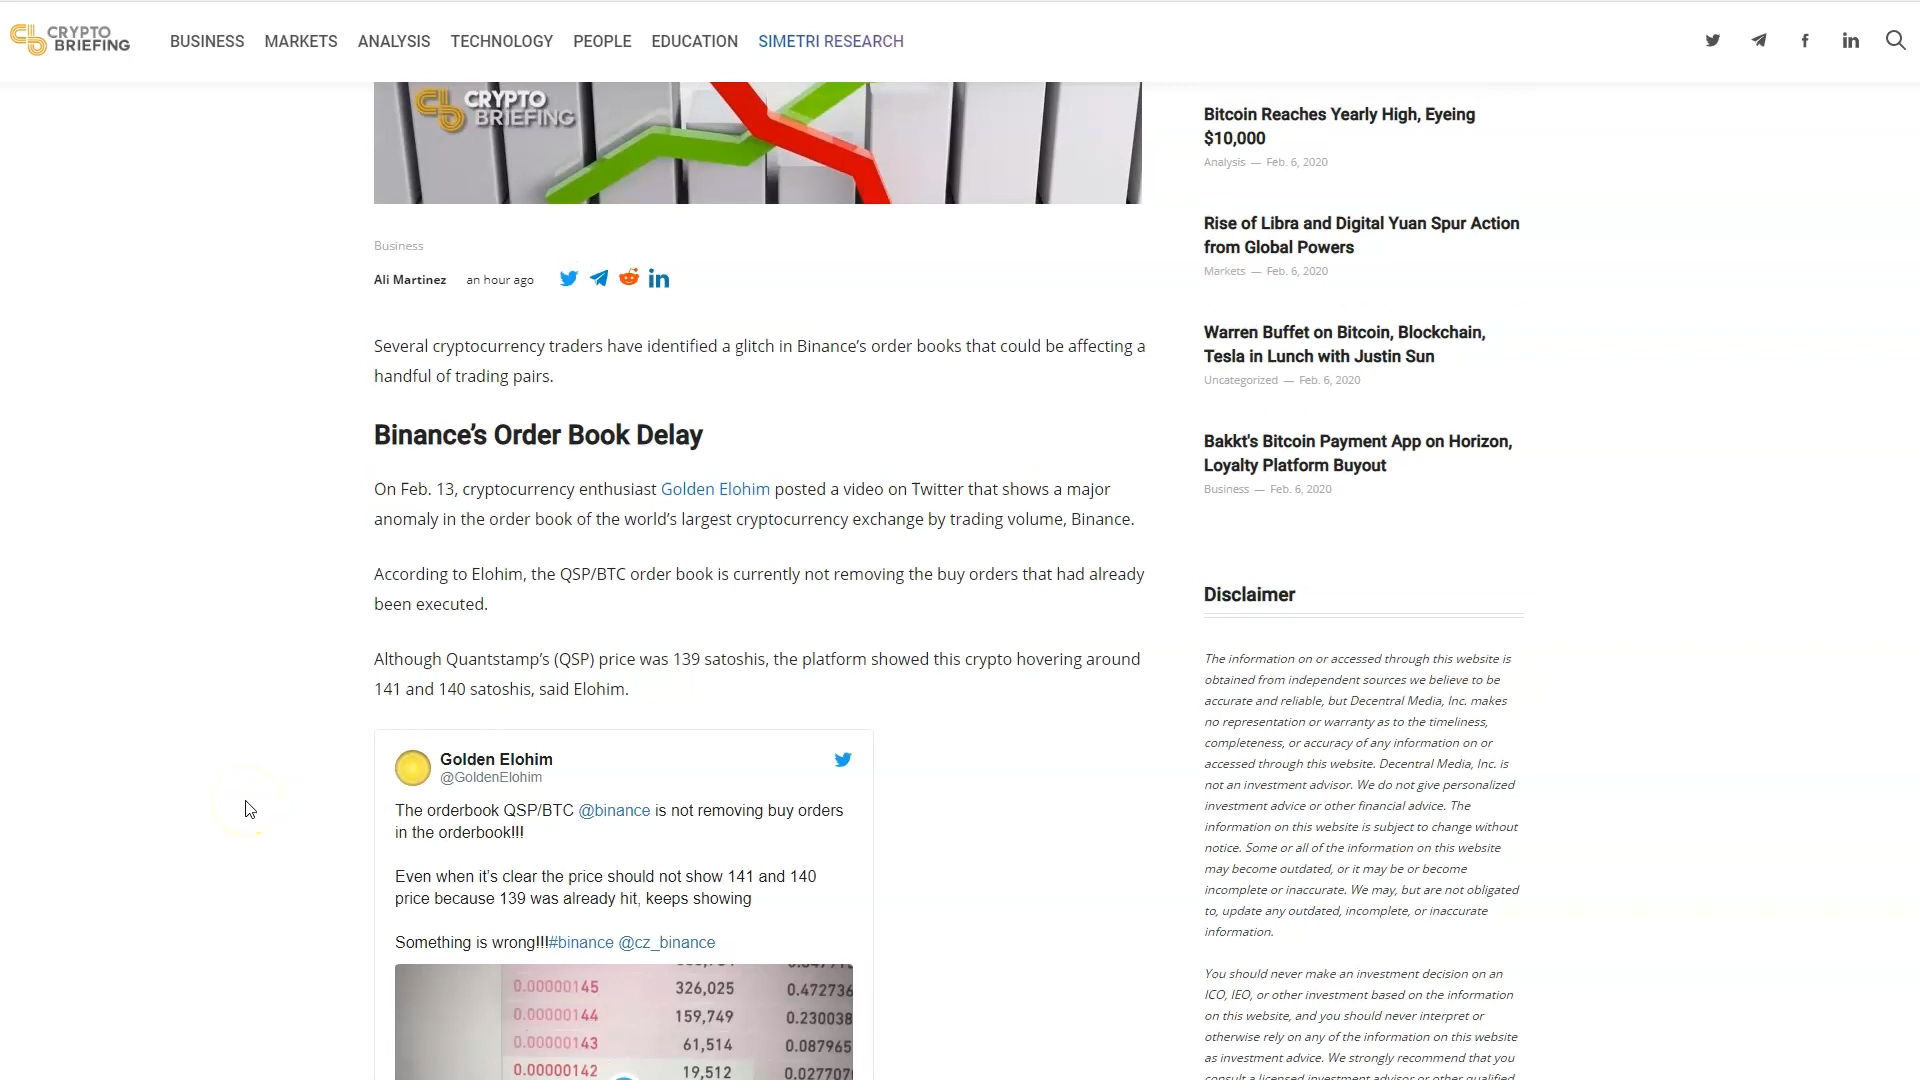 CRYPTO
BRIEFING
BUSINESS MARKETS ANALYSIS TECHNOLOGY PEOPLE EDUCATION SIMETRI RESEARCH
CRYPTO
BRIEFING
Business
Ali Martinez an hour ago
Several cryptocurrency traders have identified a glitch in Binance’s order books that could be affecting a
handful of trading pairs.
Binance’s Order Book Delay
On Feb. 13, cryptocurrency enthusiast Golden Elohim posted a video on Twitter that shows a major
anomaly in the order book of the world’s largest cryptocurrency exchange by trading volume, Binance.
According to Elohim, the QSP/BTC order book is currently not removing the buy orders that had already
been executed.
Although Quantstamp’s (QSP) price was 139 satoshis, the platform showed this crypto hovering around
141 and 140 satoshis, said Elohim.
Golden Elohim
@GoldenElohim
The orderbook QSP/BTC @binance is not removing buy orders
in the orderbook!!!
Even when it’s clear the price should not show 141 and 140
price because 139 was already hit, keeps showing
Something is wrong!!!#binance @cz_binance
0.00000145 326,025 0.472736
0.00000144 159,749 0.230038
0.00000143 61,514 0.087965
0.00000142 19,512 0.027707
Bitcoin Reaches Yearly High, Eyeing
$10,000
Analysis — Feb. 6, 2020
Rise of Libra and Digital Yuan Spur Action
from Global Powers
Markets — Feb. 6, 2020
Warren Buffet on Bitcoin, Blockchain,
Tesla in Lunch with Justin Sun
Uncategorized — Feb. 6, 2020
Bakkt's Bitcoin Payment App on Horizon,
Loyalty Platform Buyout
Business — Feb. 6, 2020
Disclaimer
The information on or accessed through this website is
obtained from independent sources we believe to be
accurate and reliable, but Decentral Media, Inc. makes
no representation or warranty as to the timeliness,
completeness, or accuracy of any information on or
accessed through this website. Decentral Media, Inc. is
not an investment advisor. We do not give personalized
investment advice or other financial advice. The
information on this website is subject to change without
notice. Some or all of the information on this website
may become outdated, or it may be or become
incomplete or inaccurate. We may, but are not obligated
to, update any outdated, incomplete, or inaccurate
information.
You should never make an investment decision on an
ICO, IEO, or other investment based on the information
on this website, and you should never interpret or
otherwise rely on any of the information on this website
as investment advice. We strongly recommend that you
consult a licensed investment advisor or other qualified